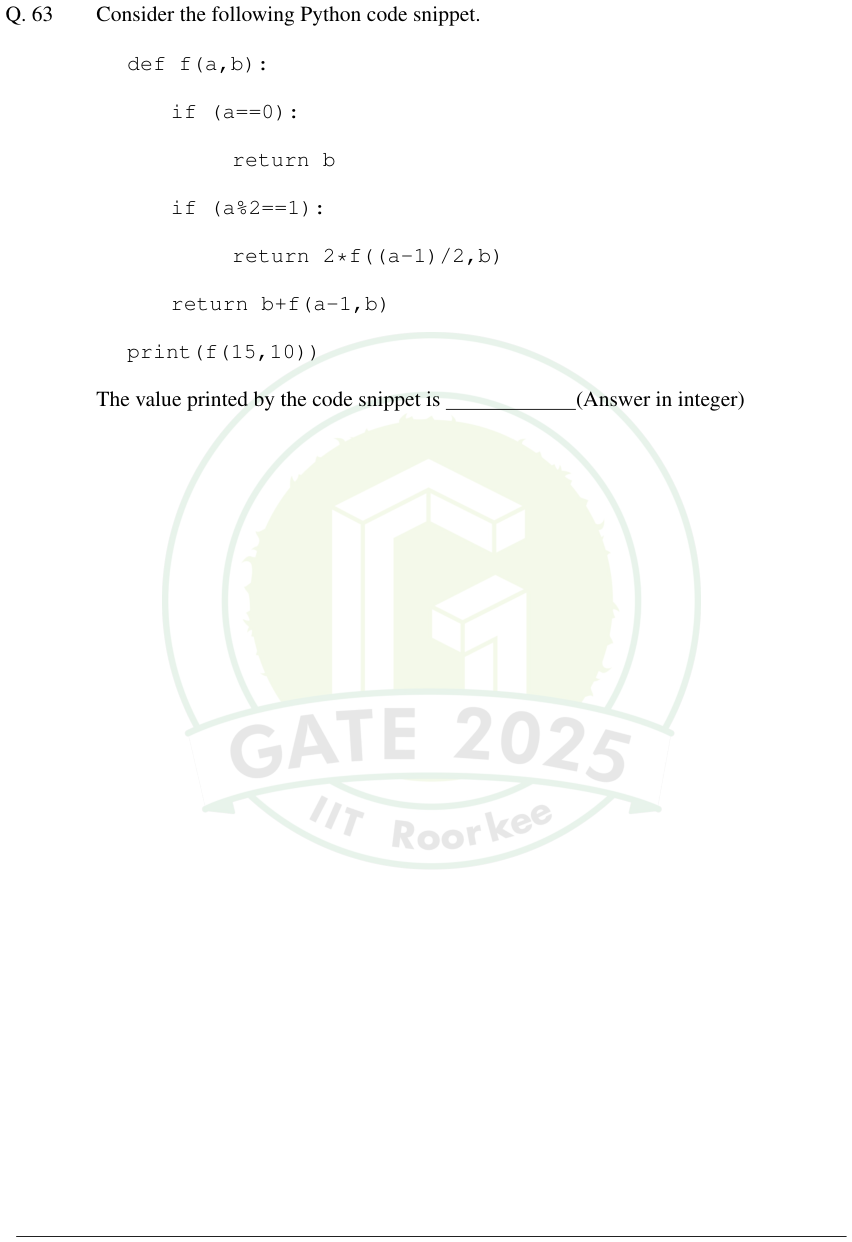 Q. 63 Consider the following Python code snippet.
def f(a,b):
if (a==0):
return b
if (a%2==1):
return 2*f((a-1)/2,b)
return b+f(a-1,b)
print(f(15,10))
The value printed by the code snippet is ____________(Answer in integer)
GATE 2025
IIT Roorkee